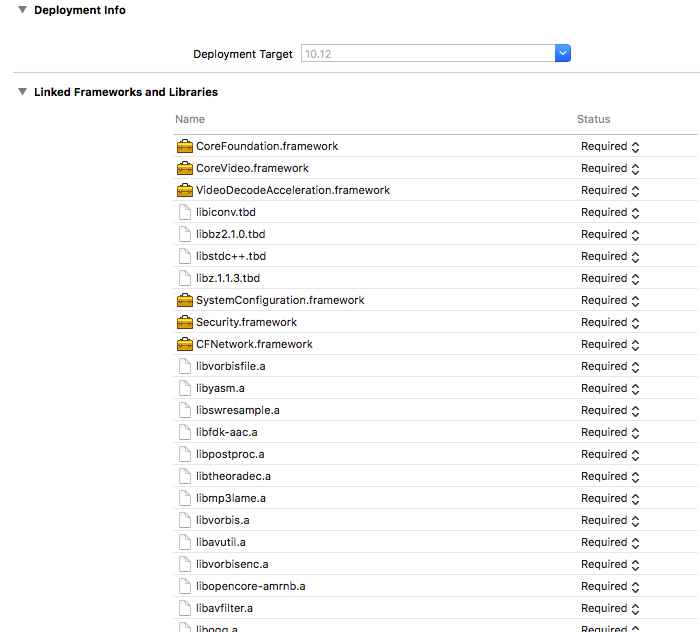 Deployment Info
Deployment Target 10.12
Linked Frameworks and Libraries
Name Status
CoreFoundation.framework Required
CoreVideo.framework Required
VideoDecodeAcceleration.framework Required
libiconv.tbd Required
libbz2.1.0.tbd Required
libstdc++.tbd Required
libz.1.1.3.tbd Required
SystemConfiguration.framework Required
Security.framework Required
CFNetwork.framework Required
libvorbisfile.a Required
libyasm.a Required
libswresample.a Required
libfdk-aac.a Required
libpostproc.a Required
libtheoradec.a Required
libmp3lame.a Required
libvorbis.a Required
libavutil.a Required
libvorbisenc.a Required
libopencore-amrnb.a Required
libavfilter.a Required
libogg.a Required